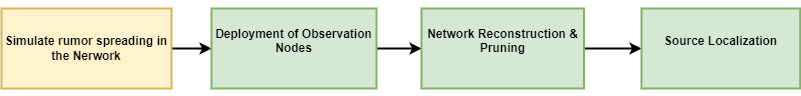 Simulate rumor spreading in
the Nerwork
Deployment of Observation
Nodes
Network Reconstruction &
Pruning
Source Localization